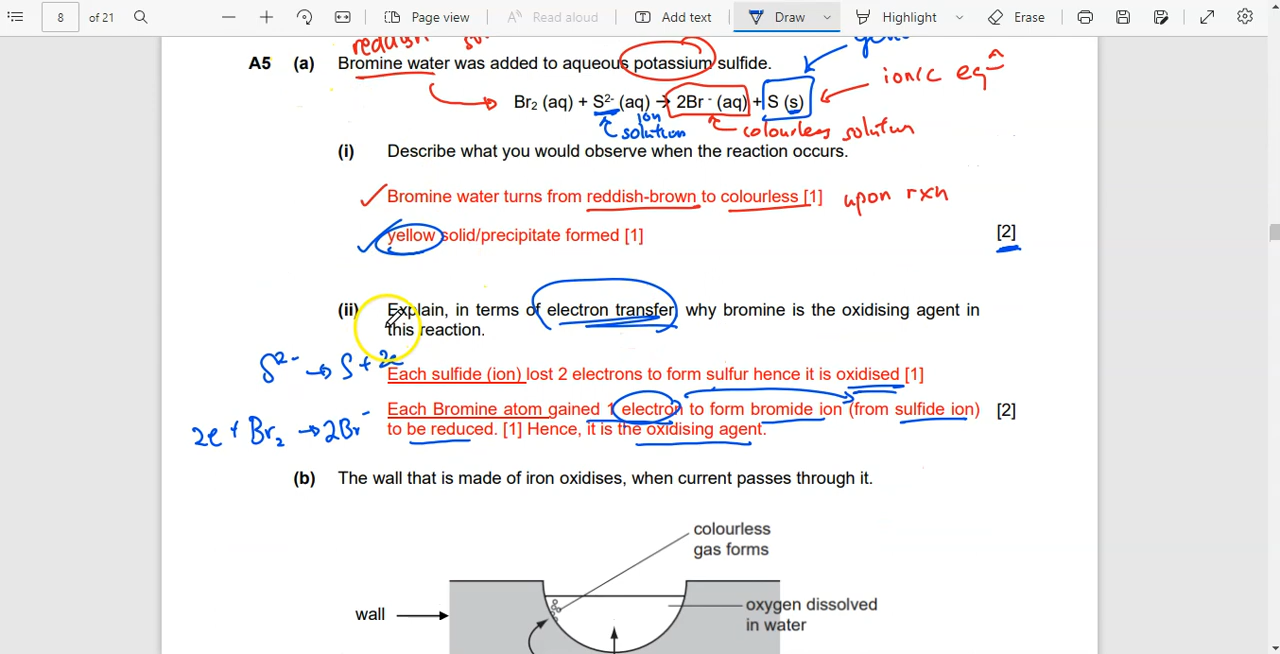 8 of 21 Page view Read aloud Add text Draw Highlight Erase
reddish
A5 (a) Bromine water was added to aqueous potassium sulfide.
ionic eq^n
Br₂ (aq) + S²⁻ (aq) → 2Br⁻ (aq) + S (s)
ion
solution colourless solution
(i) Describe what you would observe when the reaction occurs.
Bromine water turns from reddish-brown to colourless [1] upon rxn
yellow solid/precipitate formed [1] [2]
(ii) Explain, in terms of electron transfer, why bromine is the oxidising agent in
this reaction.
S²⁻ → S + 2e
Each sulfide (ion) lost 2 electrons to form sulfur hence it is oxidised [1]
Each Bromine atom gained 1 electron to form bromide ion (from sulfide ion) [2]
2e + Br₂ → 2Br⁻ to be reduced. [1] Hence, it is the oxidising agent.
(b) The wall that is made of iron oxidises, when current passes through it.
colourless
gas forms
oxygen dissolved
in water
wall